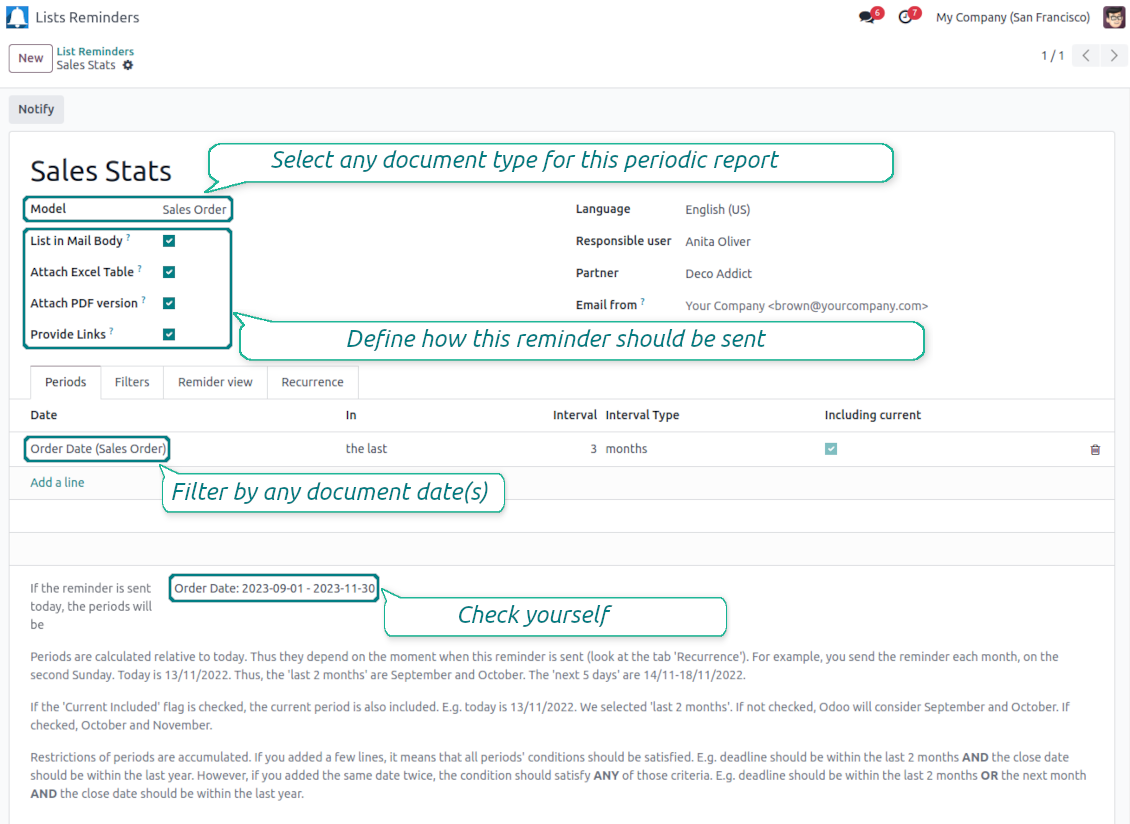 Lists Reminders
6
7
My Company (San Francisco)
New
List Reminders
Sales Stats
1 / 1
Notify
Sales Stats
Select any document type for this periodic report
Model Sales Order
Language English (US)
List in Mail Body ?
Responsible user Anita Oliver
Attach Excel Table ?
Partner Deco Addict
Attach PDF version ?
Email from ? Your Company <brown@yourcompany.com>
Provide Links ?
Define how this reminder should be sent
Periods Filters Remider view Recurrence
Date In Interval Interval Type Including current
Order Date (Sales Order) the last 3 months
Add a line
Filter by any document date(s)
If the reminder is sent
today, the periods will
be
Order Date: 2023-09-01 - 2023-11-30
Check yourself
Periods are calculated relative to today. Thus they depend on the moment when this reminder is sent (look at the tab 'Recurrence'). For example, you send the reminder each month, on the
second Sunday. Today is 13/11/2022. Thus, the 'last 2 months' are September and October. The 'next 5 days' are 14/11-18/11/2022.
If the 'Current Included' flag is checked, the current period is also included. E.g. today is 13/11/2022. We selected 'last 2 months'. If not checked, Odoo will consider September and October. If
checked, October and November.
Restrictions of periods are accumulated. If you added a few lines, it means that all periods' conditions should be satisfied. E.g. deadline should be within the last 2 months AND the close date
should be within the last year. However, if you added the same date twice, the condition should satisfy ANY of those criteria. E.g. deadline should be within the last 2 months OR the next month
AND the close date should be within the last year.